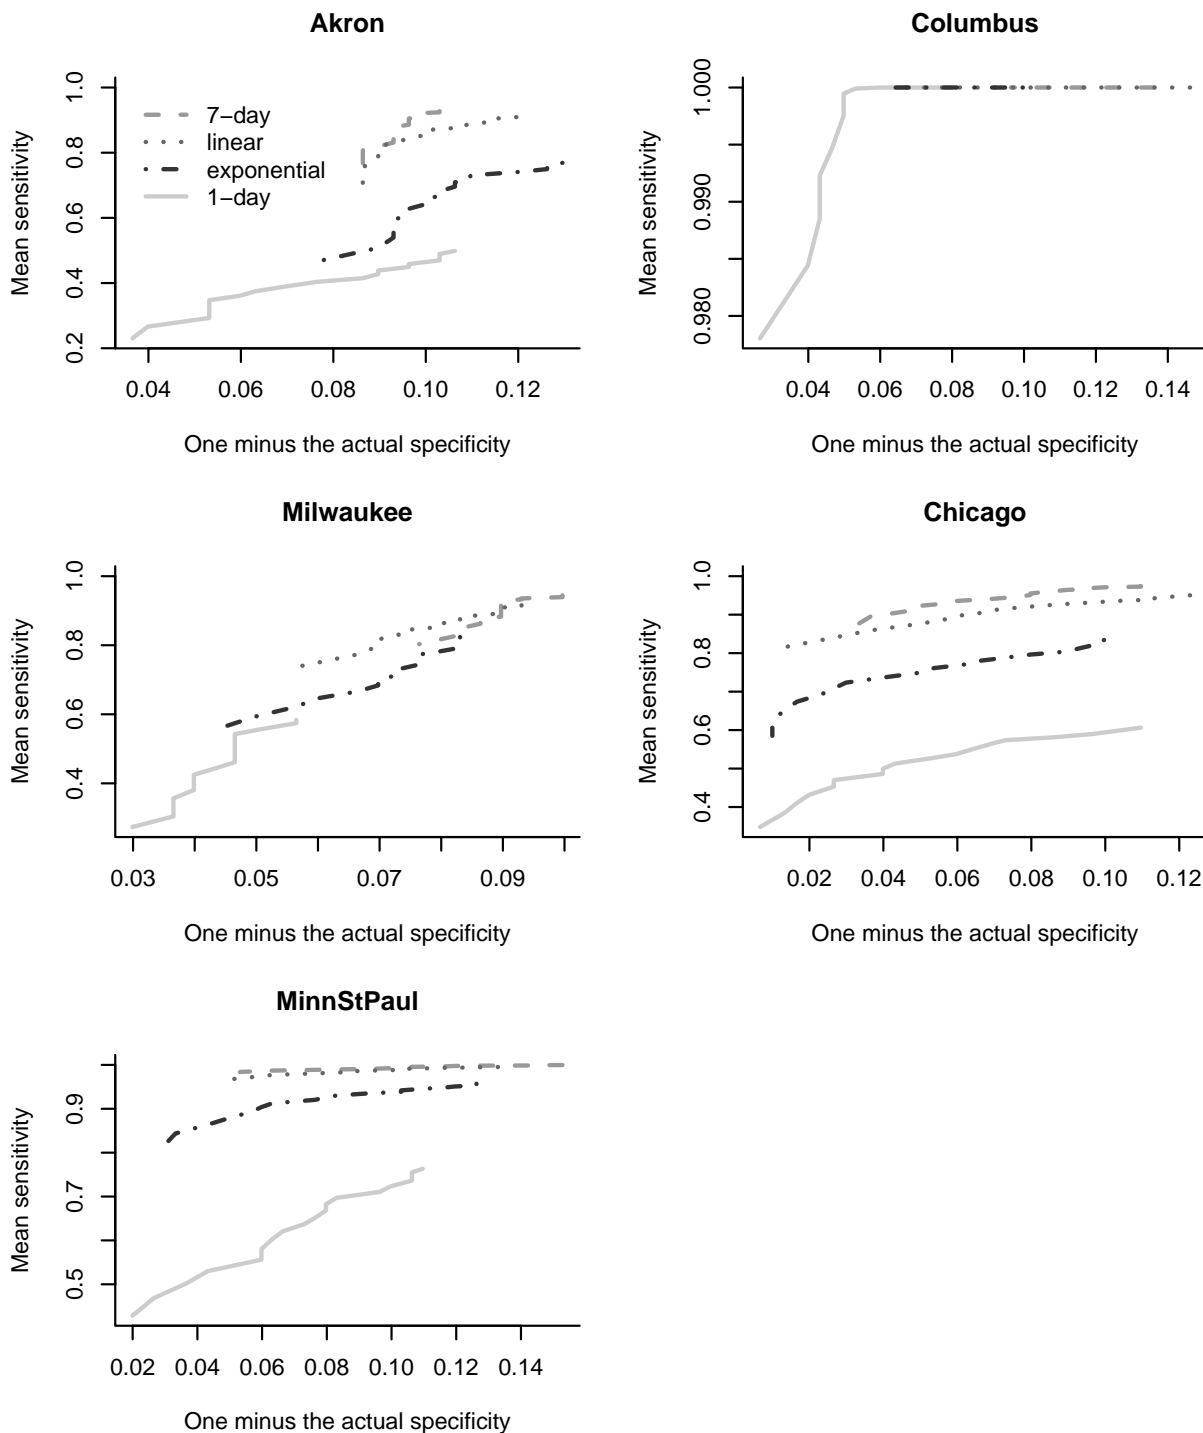 Akron
Mean sensitivity
1.0
0.8
0.6
0.4
0.2
7−day
linear
exponential
1−day
0.04 0.06 0.08 0.10 0.12
One minus the actual specificity
Columbus
Mean sensitivity
1.000
0.990
0.980
0.04 0.06 0.08 0.10 0.12 0.14
One minus the actual specificity
Milwaukee
Mean sensitivity
1.0
0.8
0.6
0.4
0.03 0.05 0.07 0.09
One minus the actual specificity
Chicago
Mean sensitivity
1.0
0.8
0.6
0.4
0.02 0.04 0.06 0.08 0.10 0.12
One minus the actual specificity
MinnStPaul
Mean sensitivity
0.9
0.7
0.5
0.02 0.04 0.06 0.08 0.10 0.12 0.14
One minus the actual specificity